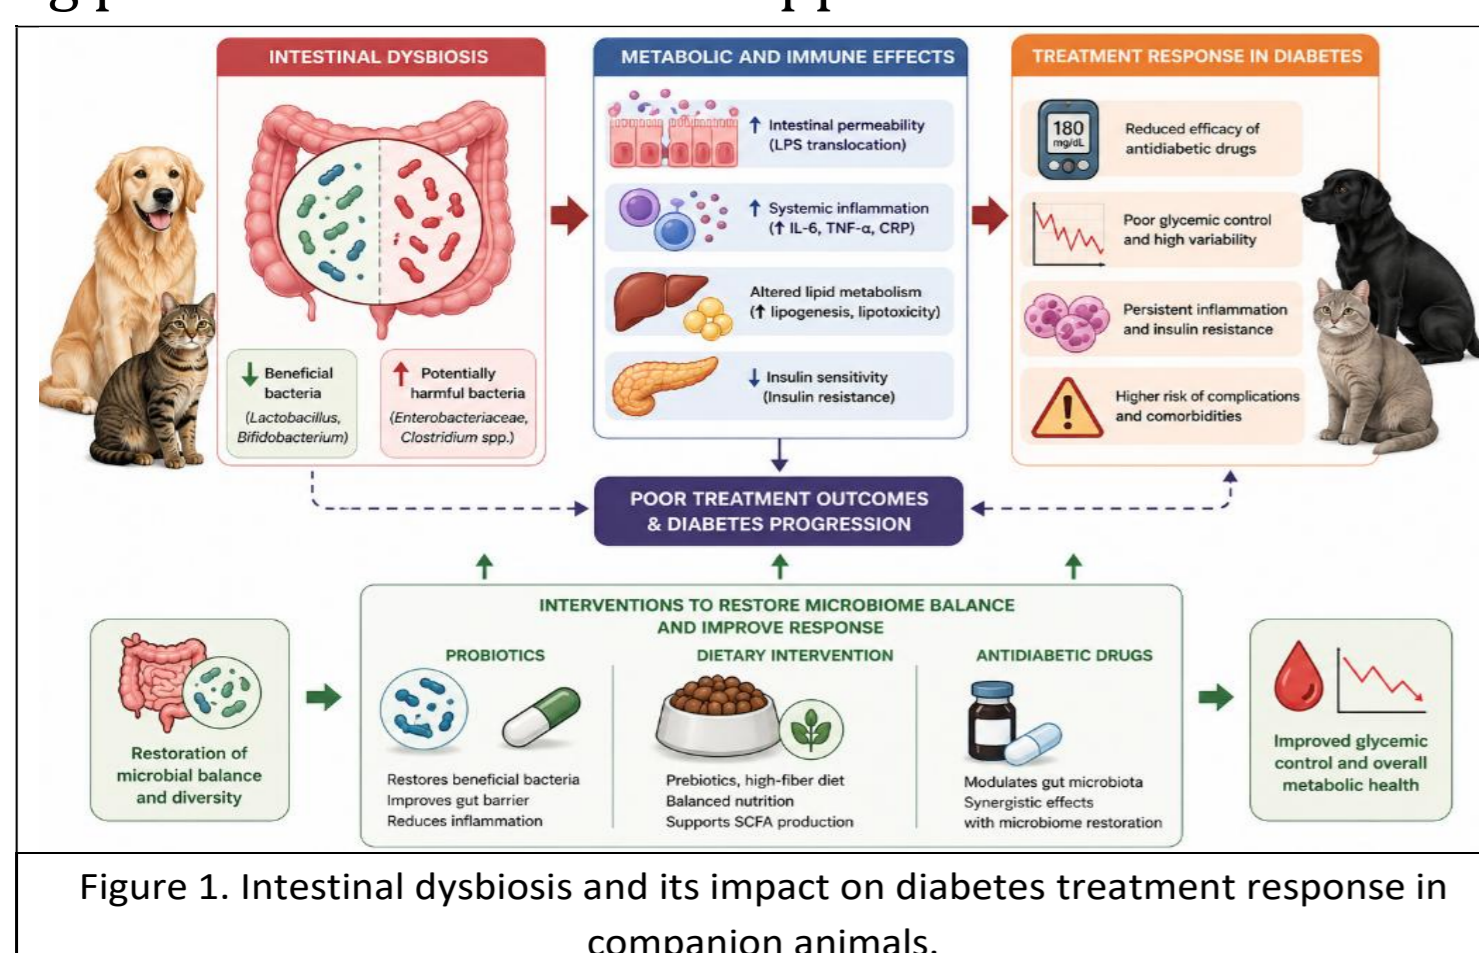 INTESTINAL DYSBIOSIS
Beneficial
bacteria
(Lactobacillus,
Bifidobacterium)
Potentially
harmful bacteria
(Enterobacteriaceae,
Clostridium spp.)
METABOLIC AND IMMUNE EFFECTS
↑ Intestinal permeability
(LPS translocation)
↑ Systemic inflammation
(↑ IL-6, TNF-α, CRP)
Altered lipid metabolism
(↑ lipogenesis, lipotoxicity)
↓ Insulin sensitivity
(Insulin resistance)
TREATMENT RESPONSE IN DIABETES
180
mg/dL
Reduced efficacy of
antidiabetic drugs
Poor glycemic control
and high variability
Persistent inflammation
and insulin resistance
Higher risk of complications
and comorbidities
POOR TREATMENT OUTCOMES
& DIABETES PROGRESSION
Restoration of
microbial balance
and diversity
INTERVENTIONS TO RESTORE MICROBIOME BALANCE
AND IMPROVE RESPONSE
PROBIOTICS
Restores beneficial bacteria
Improves gut barrier
Reduces inflammation
DIETARY INTERVENTION
Prebiotics, high-fiber diet
Balanced nutrition
Supports SCFA production
ANTIDIABETIC DRUGS
Modulates gut microbiota
Synergistic effects
with microbiome restoration
Improved glycemic
control and overall
metabolic health
Figure 1. Intestinal dysbiosis and its impact on diabetes treatment response in
companion animals.